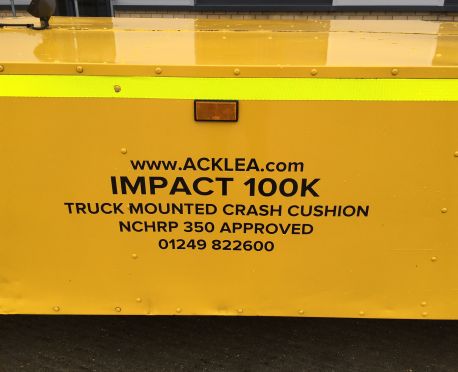 www.ACKLEA.com
IMPACT 100K
TRUCK MOUNTED CRASH CUSHION
NCHRP 350 APPROVED
01249 822600